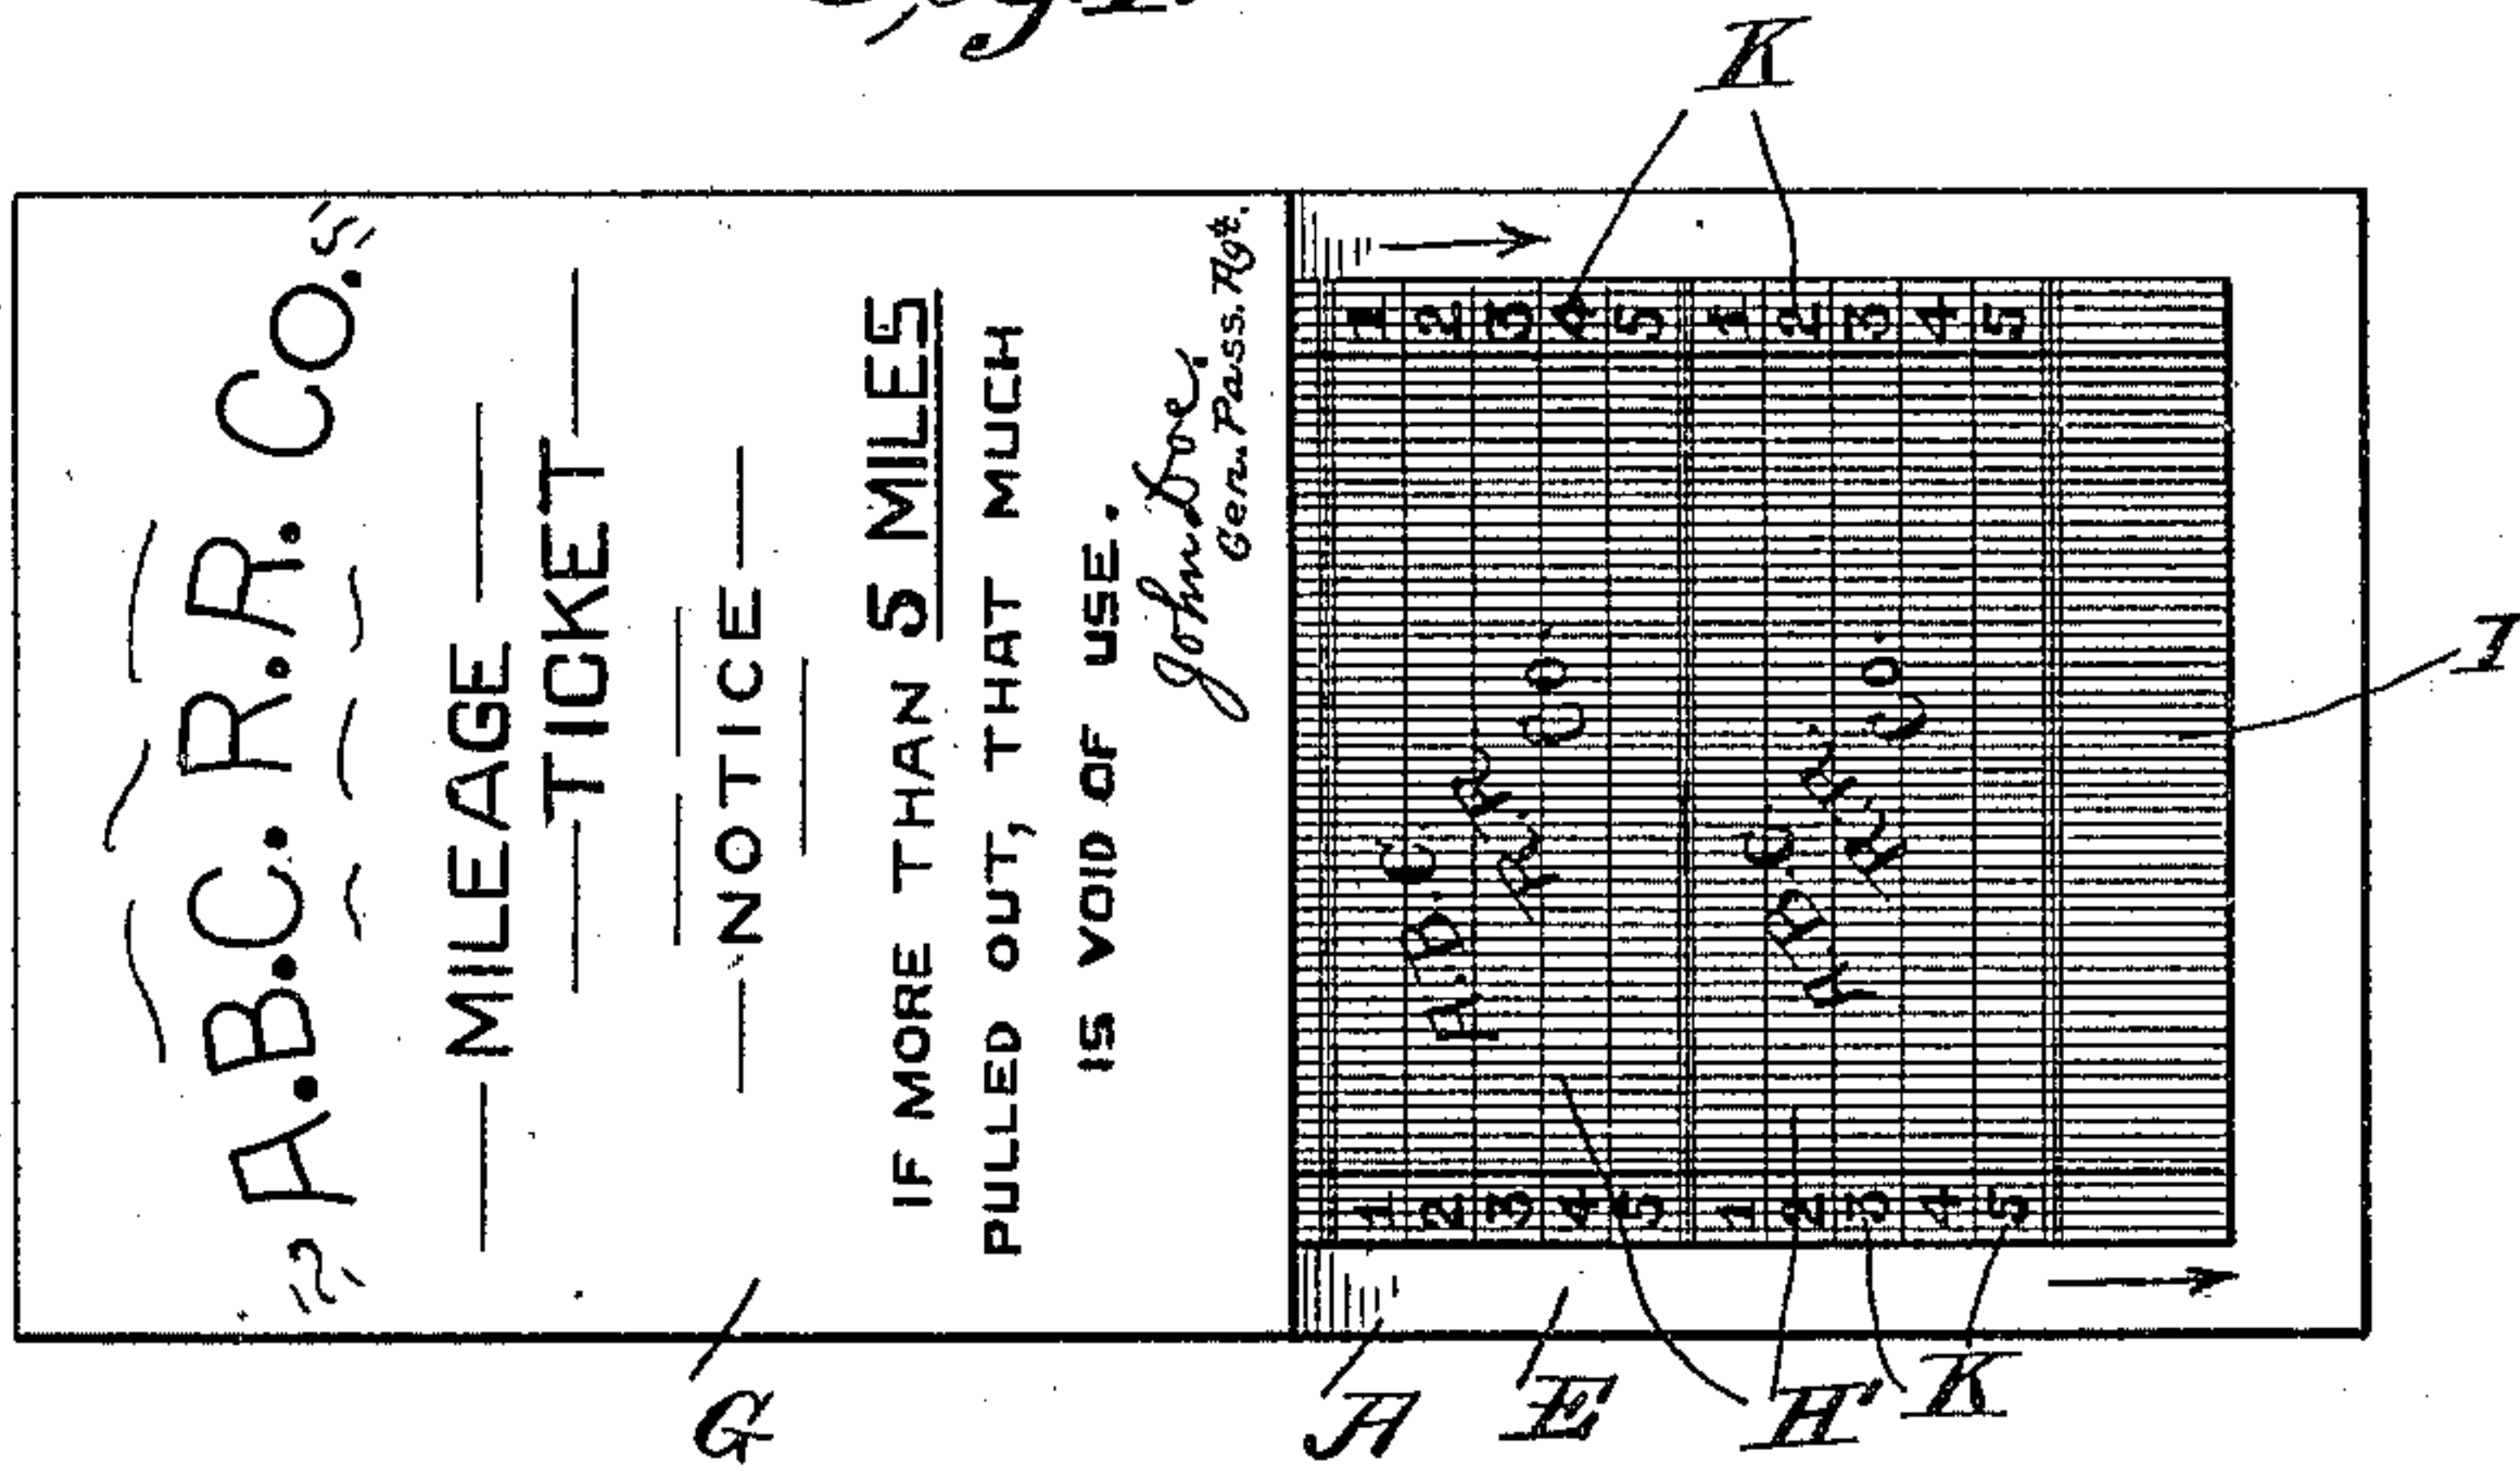 K
A.B.C. R.R. Co.
MILEAGE
TICKET
NOTICE
IF MORE THAN 5 MILES
PULLED OUT, THAT MUCH
IS VOID OF USE.
John Doe.
Gen. Pass. Agt.
1 1
2 2
3 3
4 4
5 5
A.B.C. R.R. Co.
1 1
2 2
3 3
4 4
5 5
A.B.C. R.R. Co.
I
G
A
E
H'
K